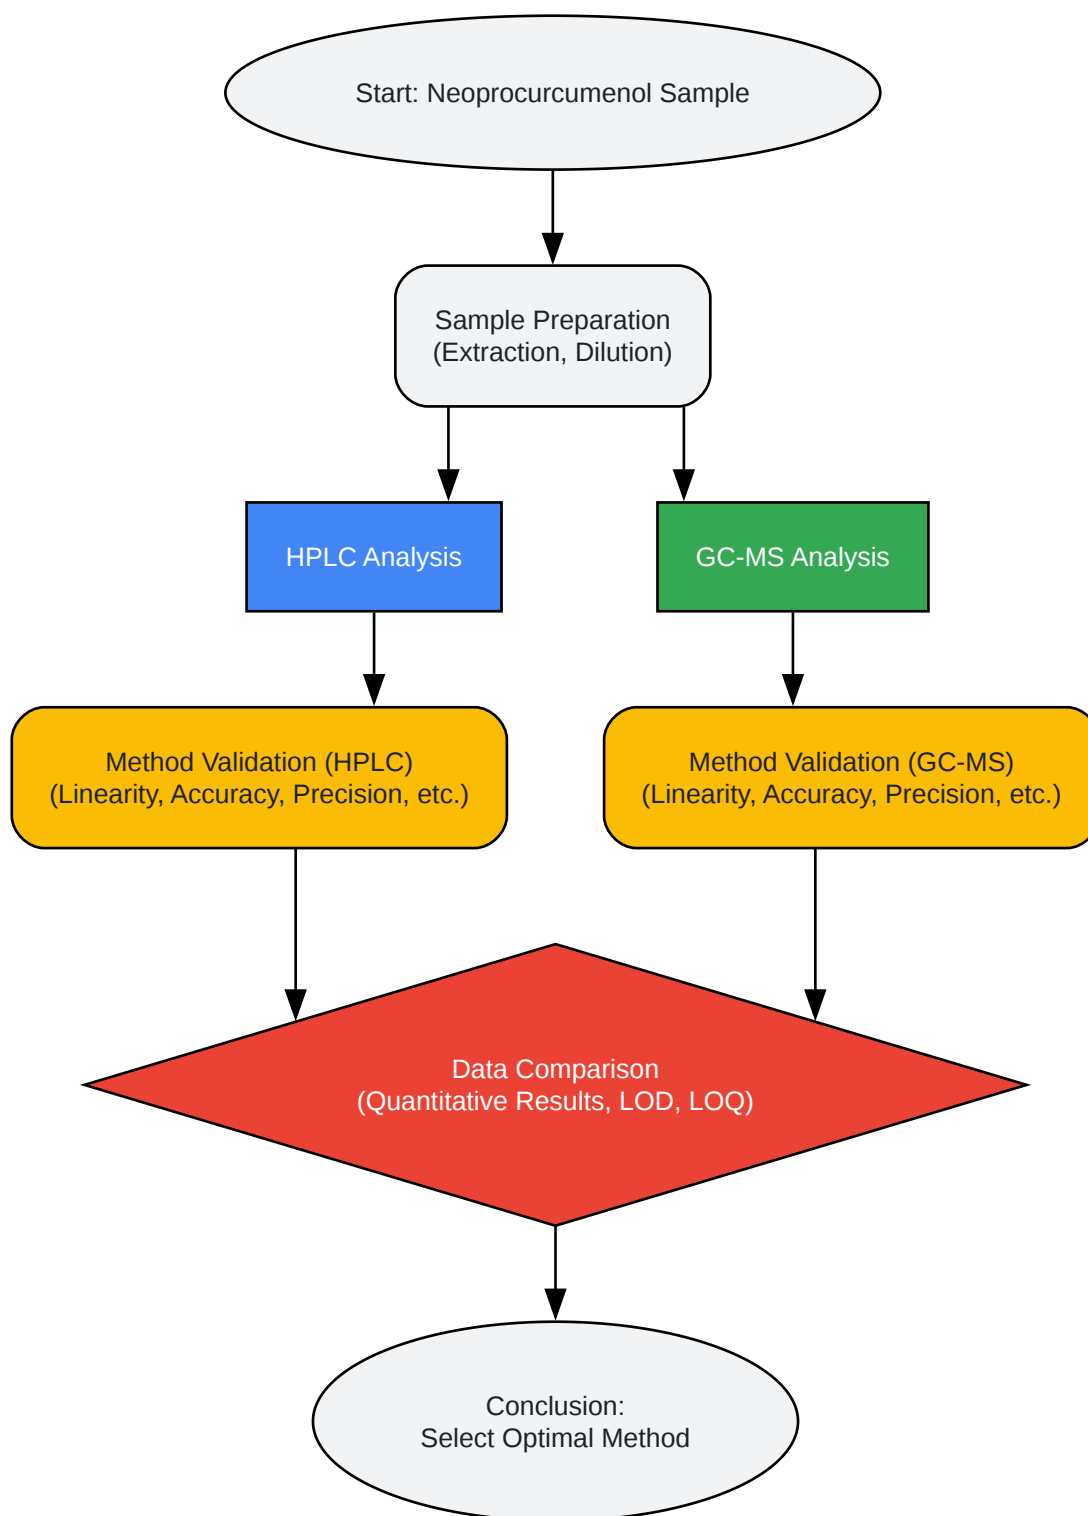 Start: Neoprocurcumenol Sample
Sample Preparation
(Extraction, Dilution)
HPLC Analysis
GC-MS Analysis
Method Validation (HPLC)
(Linearity, Accuracy, Precision, etc.)
Method Validation (GC-MS)
(Linearity, Accuracy, Precision, etc.)
Data Comparison
(Quantitative Results, LOD, LOQ)
Conclusion:
Select Optimal Method